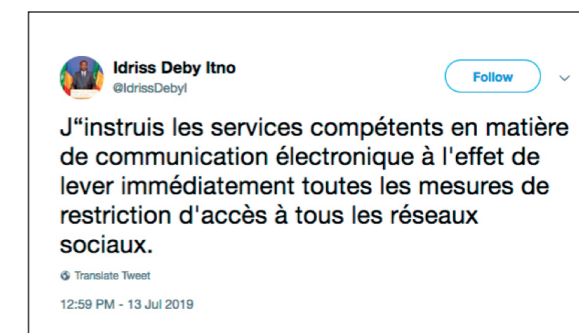 Idriss Deby Itno
@IdrissDebyI
Follow
J“instruis les services compétents en matière
de communication électronique à l'effet de
lever immédiatement toutes les mesures de
restriction d'accès à tous les réseaux
sociaux.
Translate Tweet
12:59 PM - 13 Jul 2019